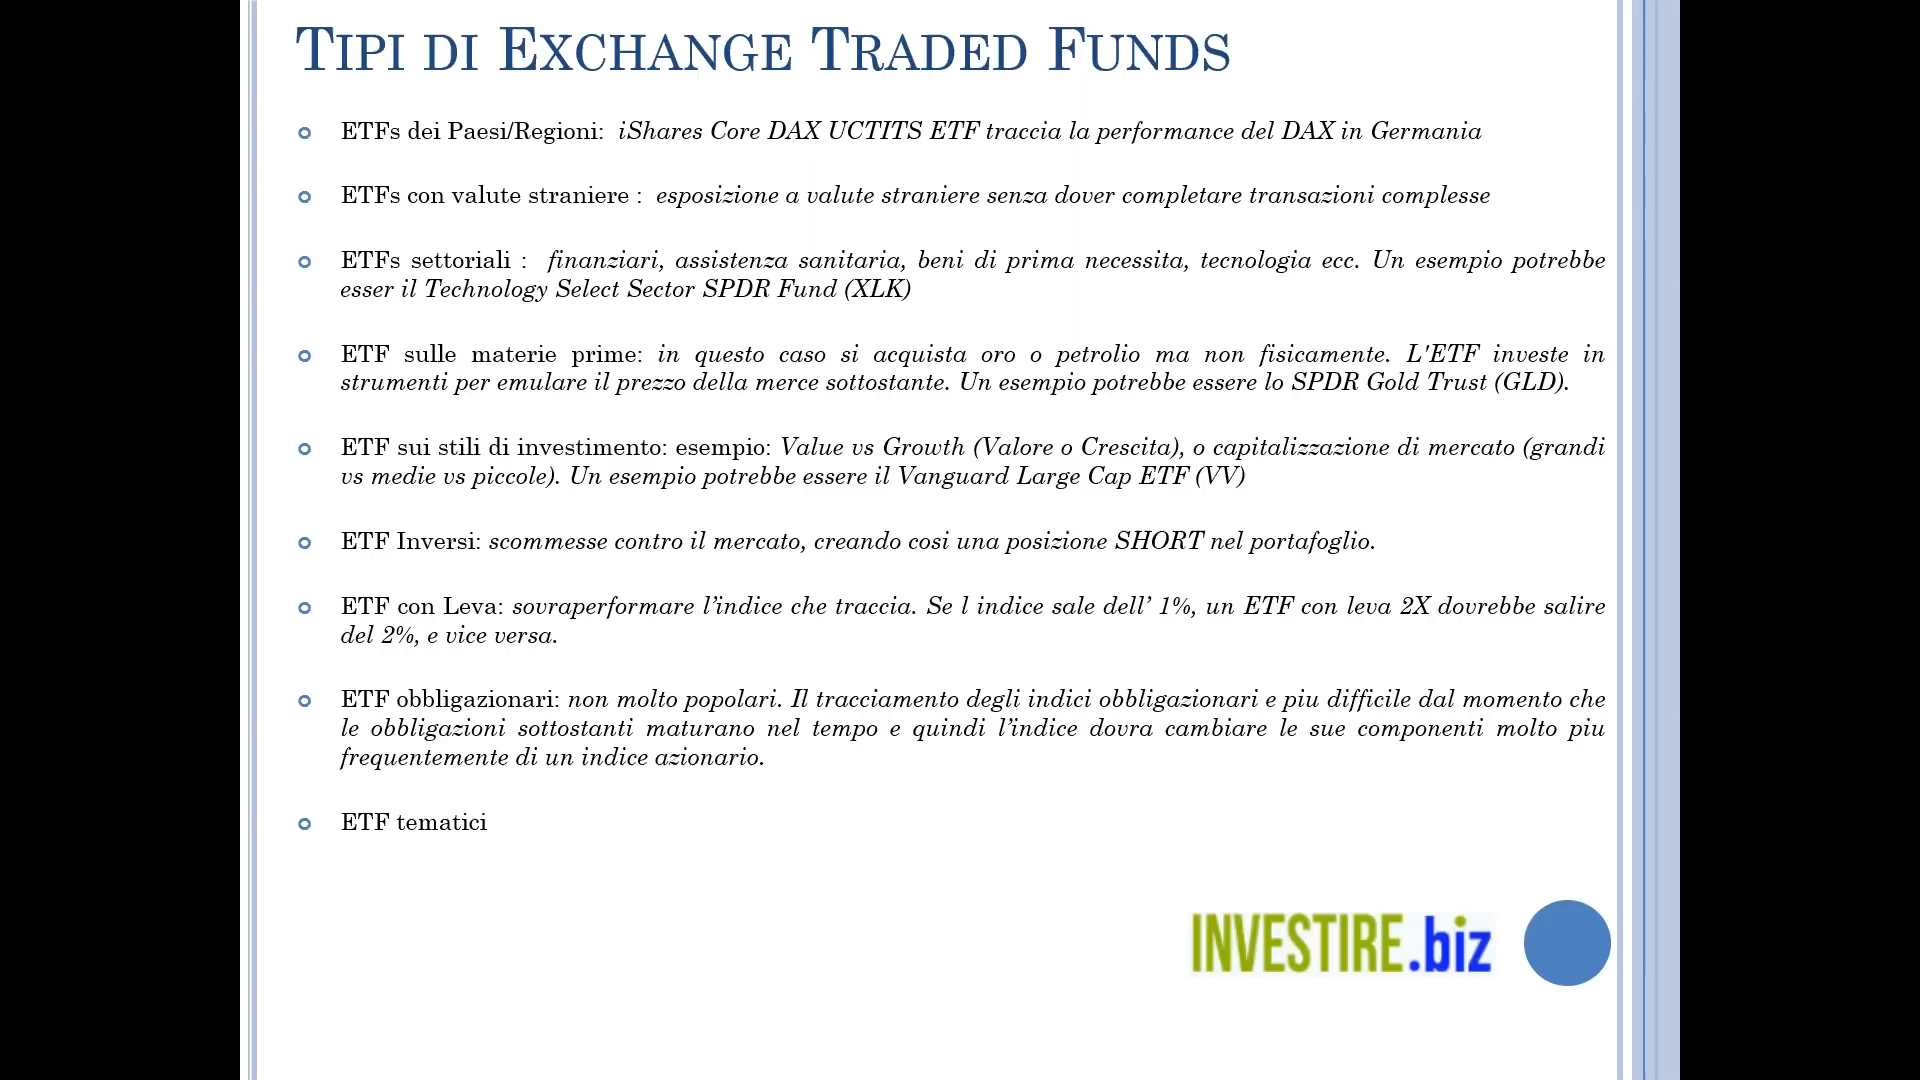 TIPI DI EXCHANGE TRADED FUNDS
ETFs dei Paesi/Regioni: iShares Core DAX UCTITS ETF traccia la performance del DAX in Germania
ETFs con valute straniere : esposizione a valute straniere senza dover completare transazioni complesse
ETFs settoriali : finanziari, assistenza sanitaria, beni di prima necessita, tecnologia ecc. Un esempio potrebbe
esser il Technology Select Sector SPDR Fund (XLK)
ETF sulle materie prime: in questo caso si acquista oro o petrolio ma non fisicamente. L'ETF investe in
strumenti per emulare il prezzo della merce sottostante. Un esempio potrebbe essere lo SPDR Gold Trust (GLD).
ETF sui stili di investimento: esempio: Value vs Growth (Valore o Crescita), o capitalizzazione di mercato (grandi
vs medie vs piccole). Un esempio potrebbe essere il Vanguard Large Cap ETF (VV)
ETF Inversi: scommesse contro il mercato, creando cosi una posizione SHORT nel portafoglio.
ETF con Leva: sovraperformare l’indice che traccia. Se l indice sale dell’ 1%, un ETF con leva 2X dovrebbe salire
del 2%, e vice versa.
ETF obbligazionari: non molto popolari. Il tracciamento degli indici obbligazionari e piu difficile dal momento che
le obbligazioni sottostanti maturano nel tempo e quindi l’indice dovra cambiare le sue componenti molto piu
frequentemente di un indice azionario.
ETF tematici
INVESTIRE.biz